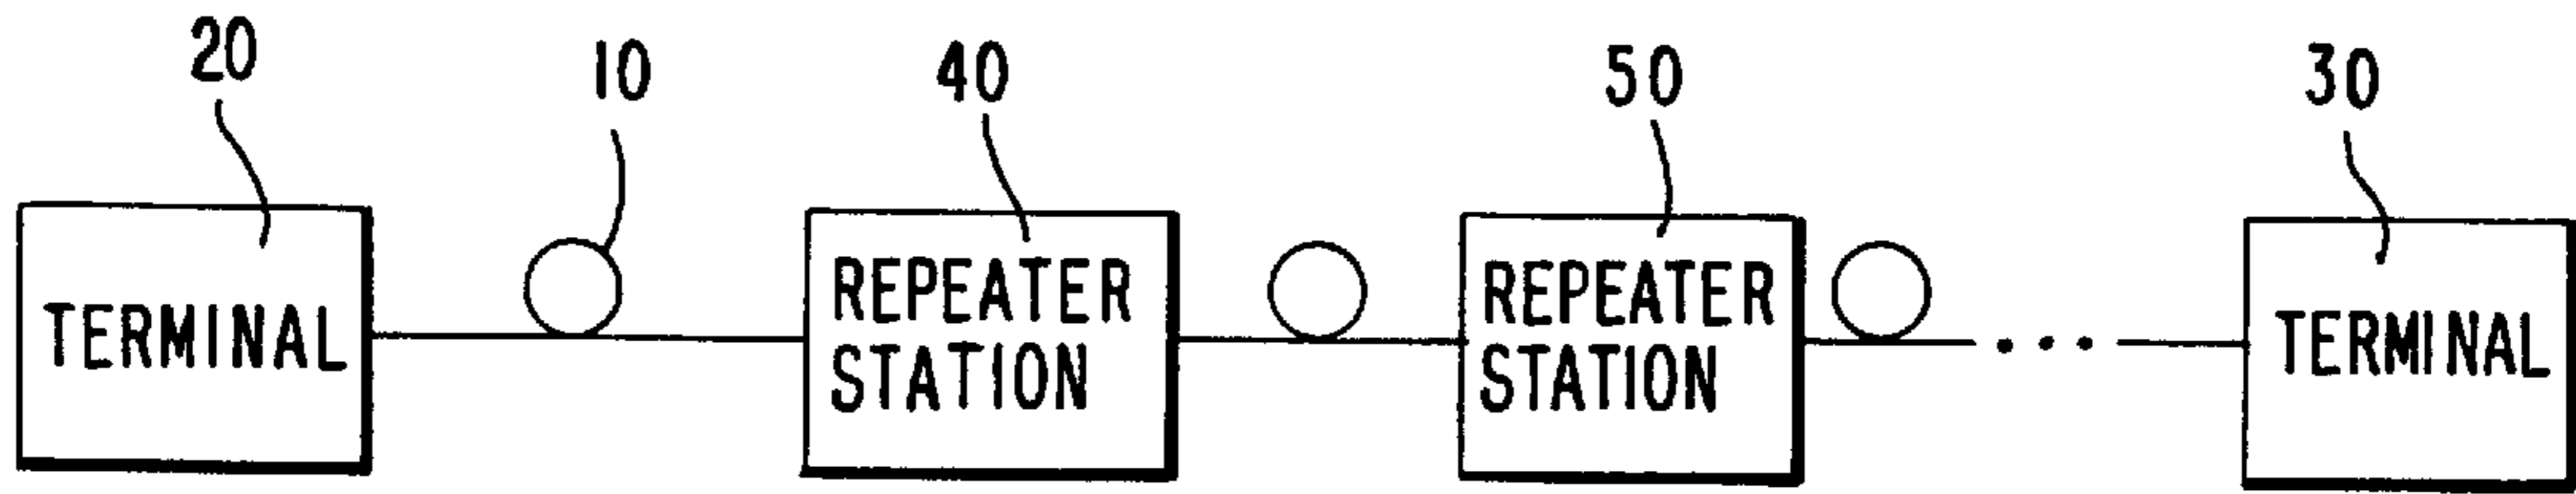 20
10
40
50
30
TERMINAL
REPEATER
STATION
REPEATER
STATION
TERMINAL